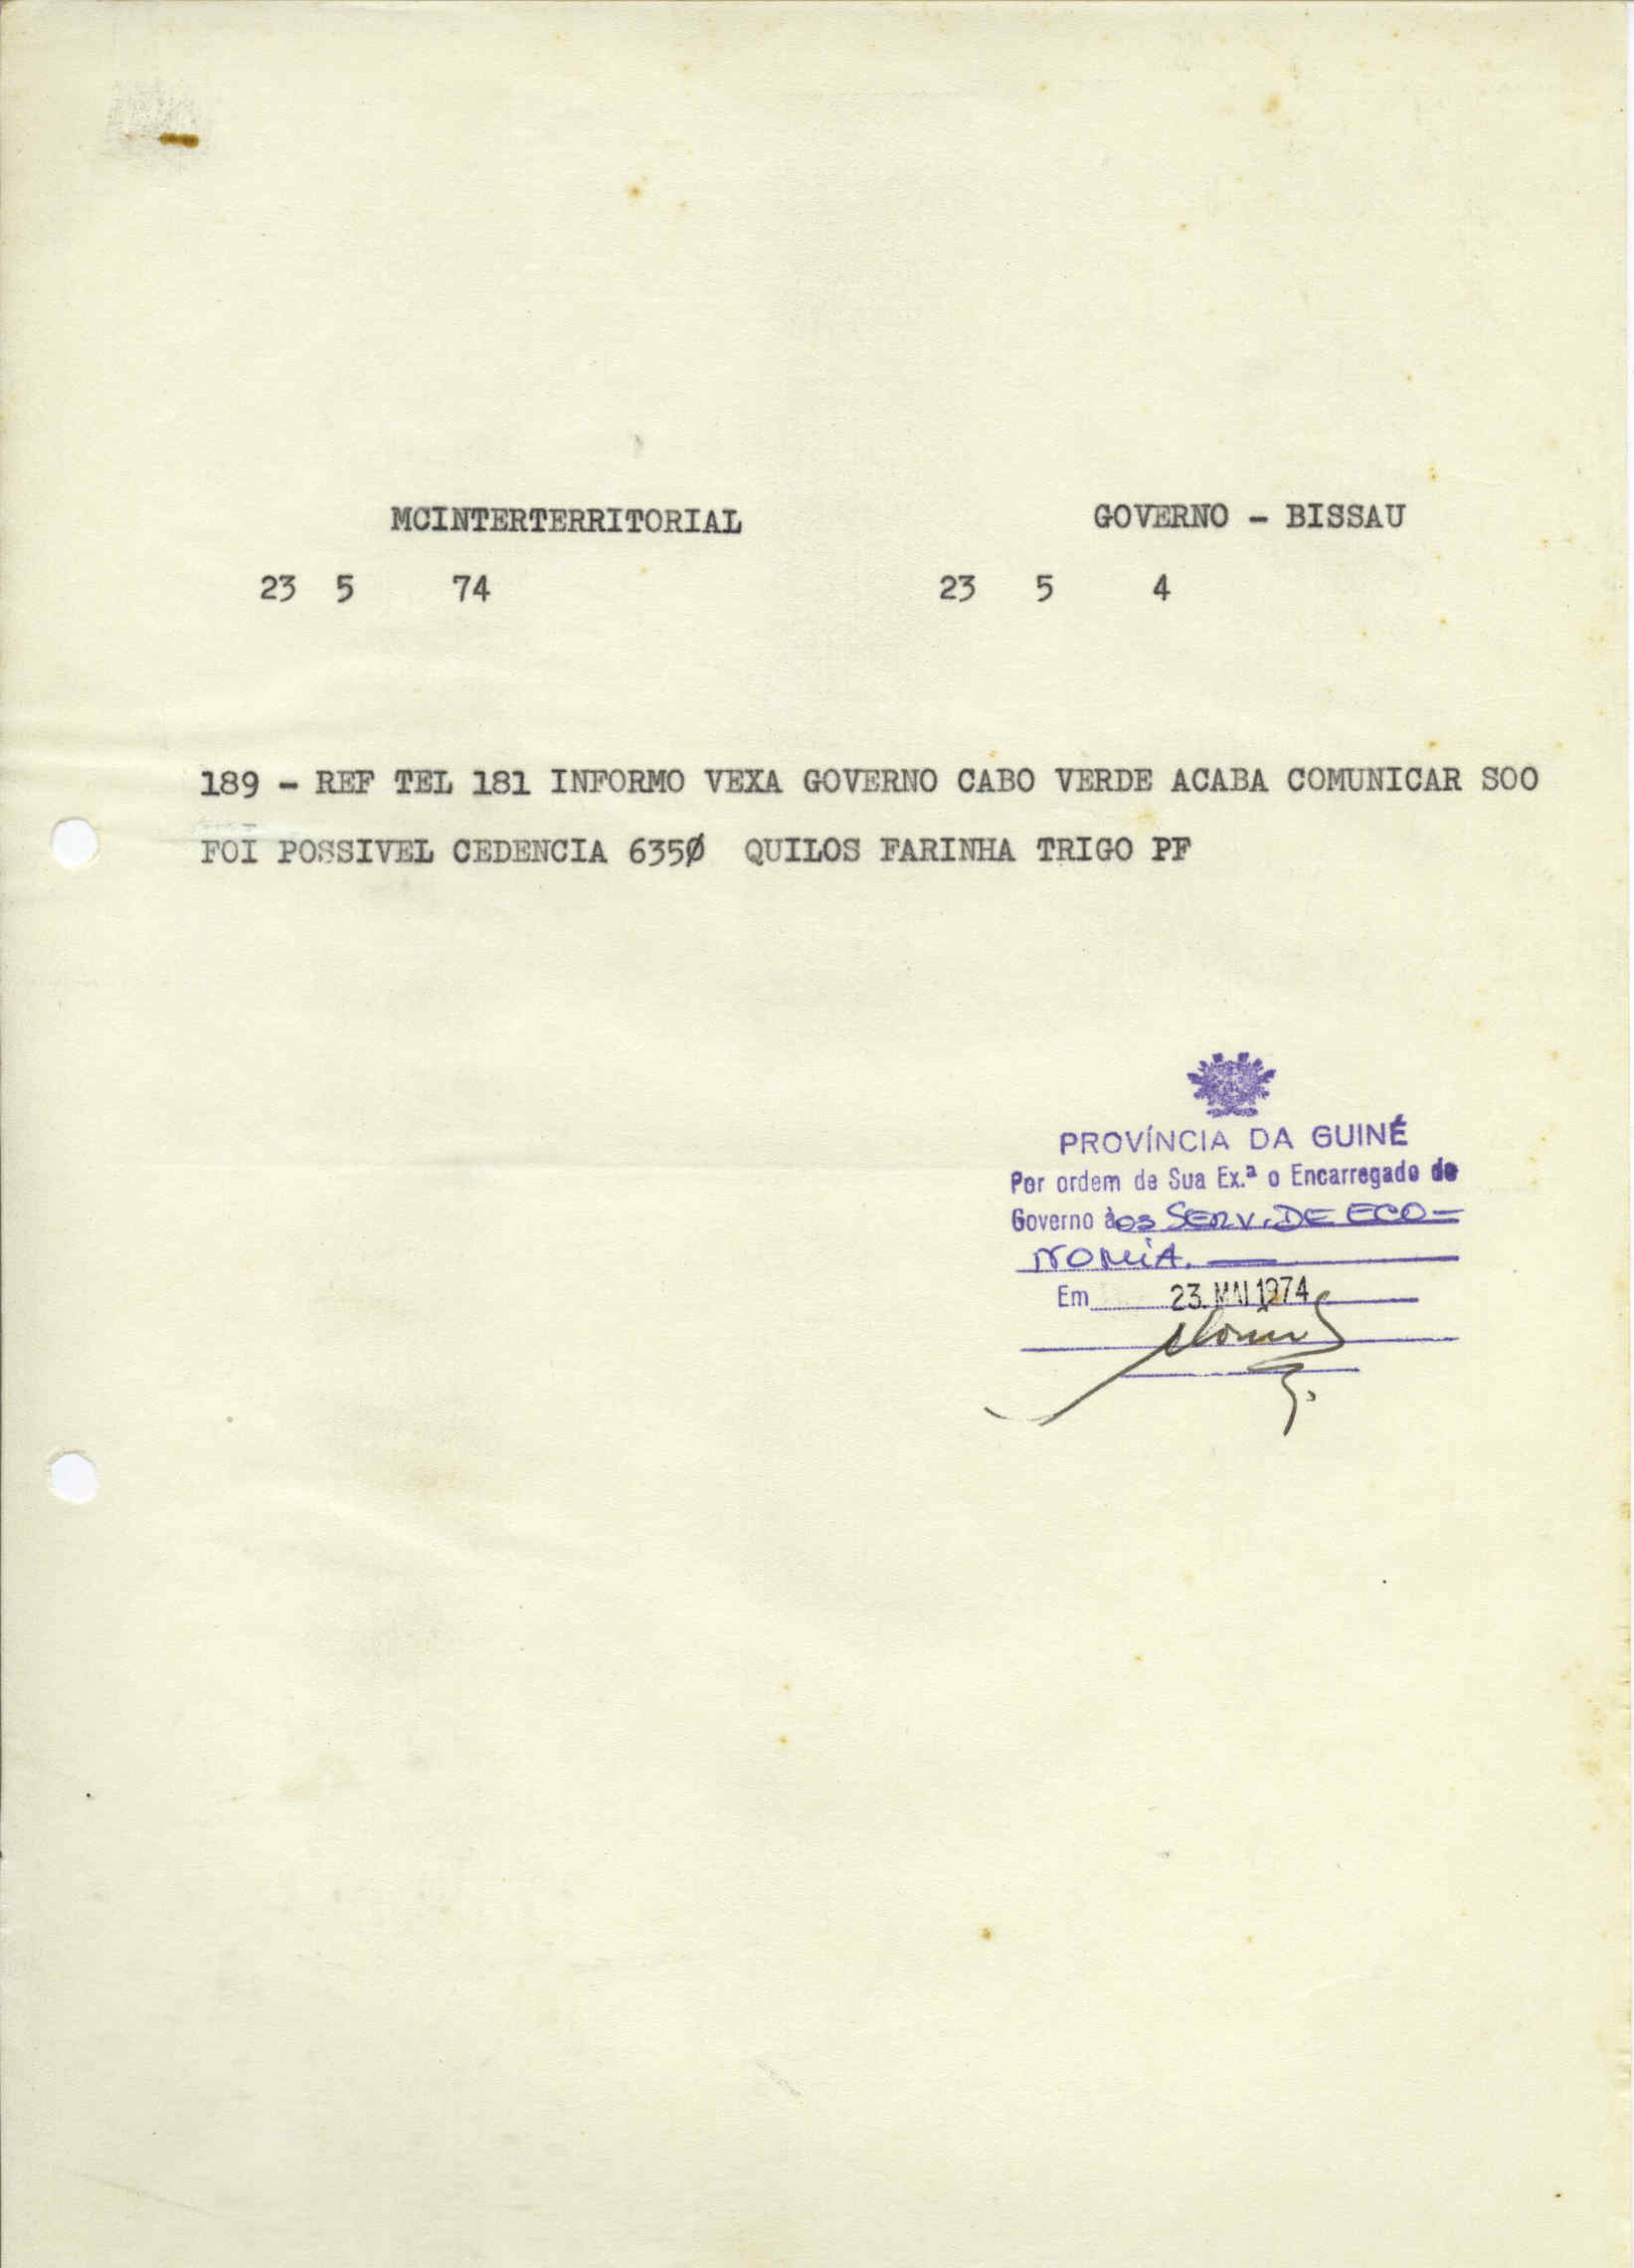 MCINTERTERRITORIAL GOVERNO - BISSAU
23 5 74 23 5 4
189 - REF TEL 181 INFORMO VEXA GOVERNO CABO VERDE ACABA COMUNICAR SOO
FOI POSSIVEL CEDENCIA 635Ø QUILOS FARINHA TRIGO PF
PROVÍNCIA DA GUINÉ
Por ordem de Sua Ex.ª o Encarregado do
Governo àos SERV. DE ECO-
NOMIA.
Em 23. MAI 1974